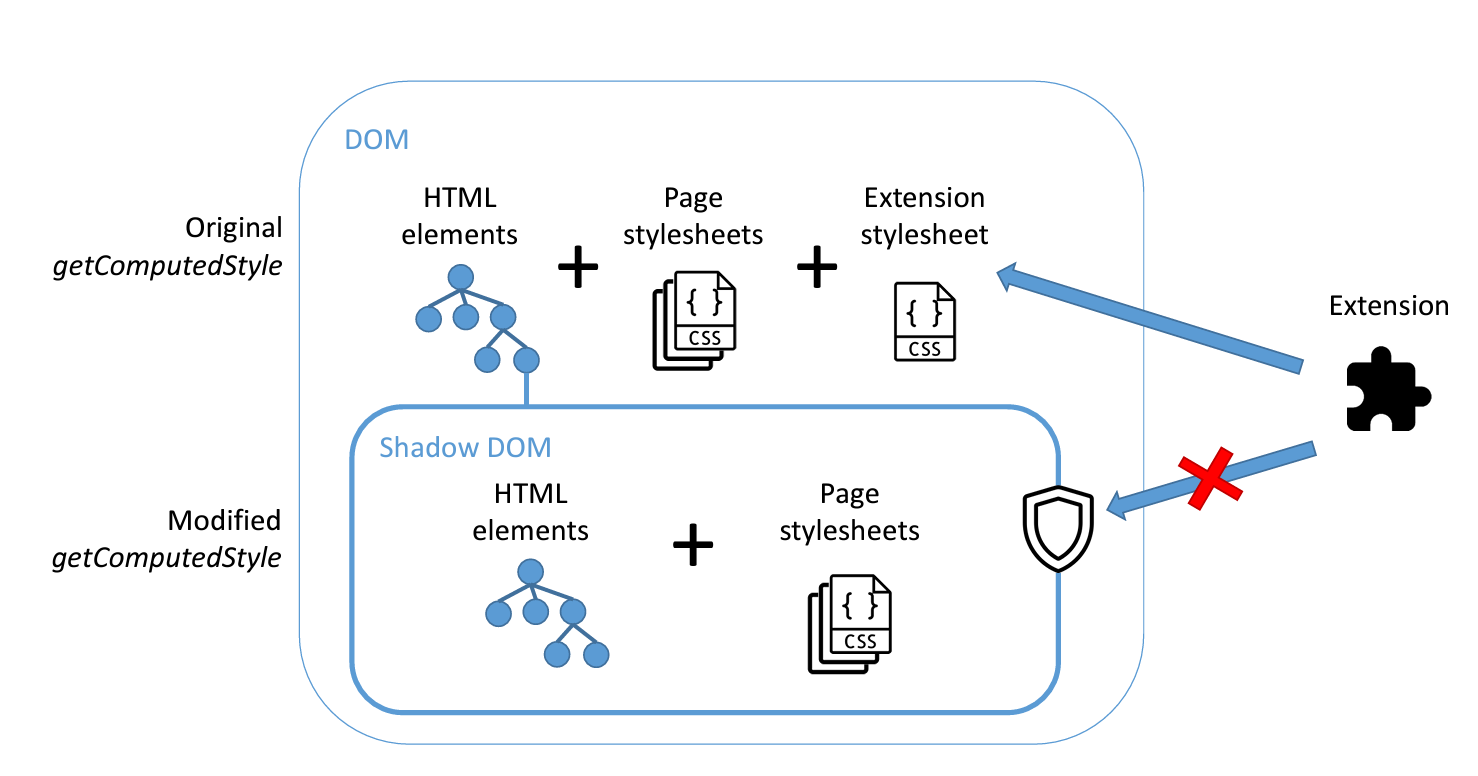 DOM
HTML
elements
Page
stylesheets
Extension
stylesheet
Original
getComputedStyle
{ }
CSS
{ }
CSS
Extension
Shadow DOM
HTML
elements
Page
stylesheets
Modified
getComputedStyle
{ }
CSS